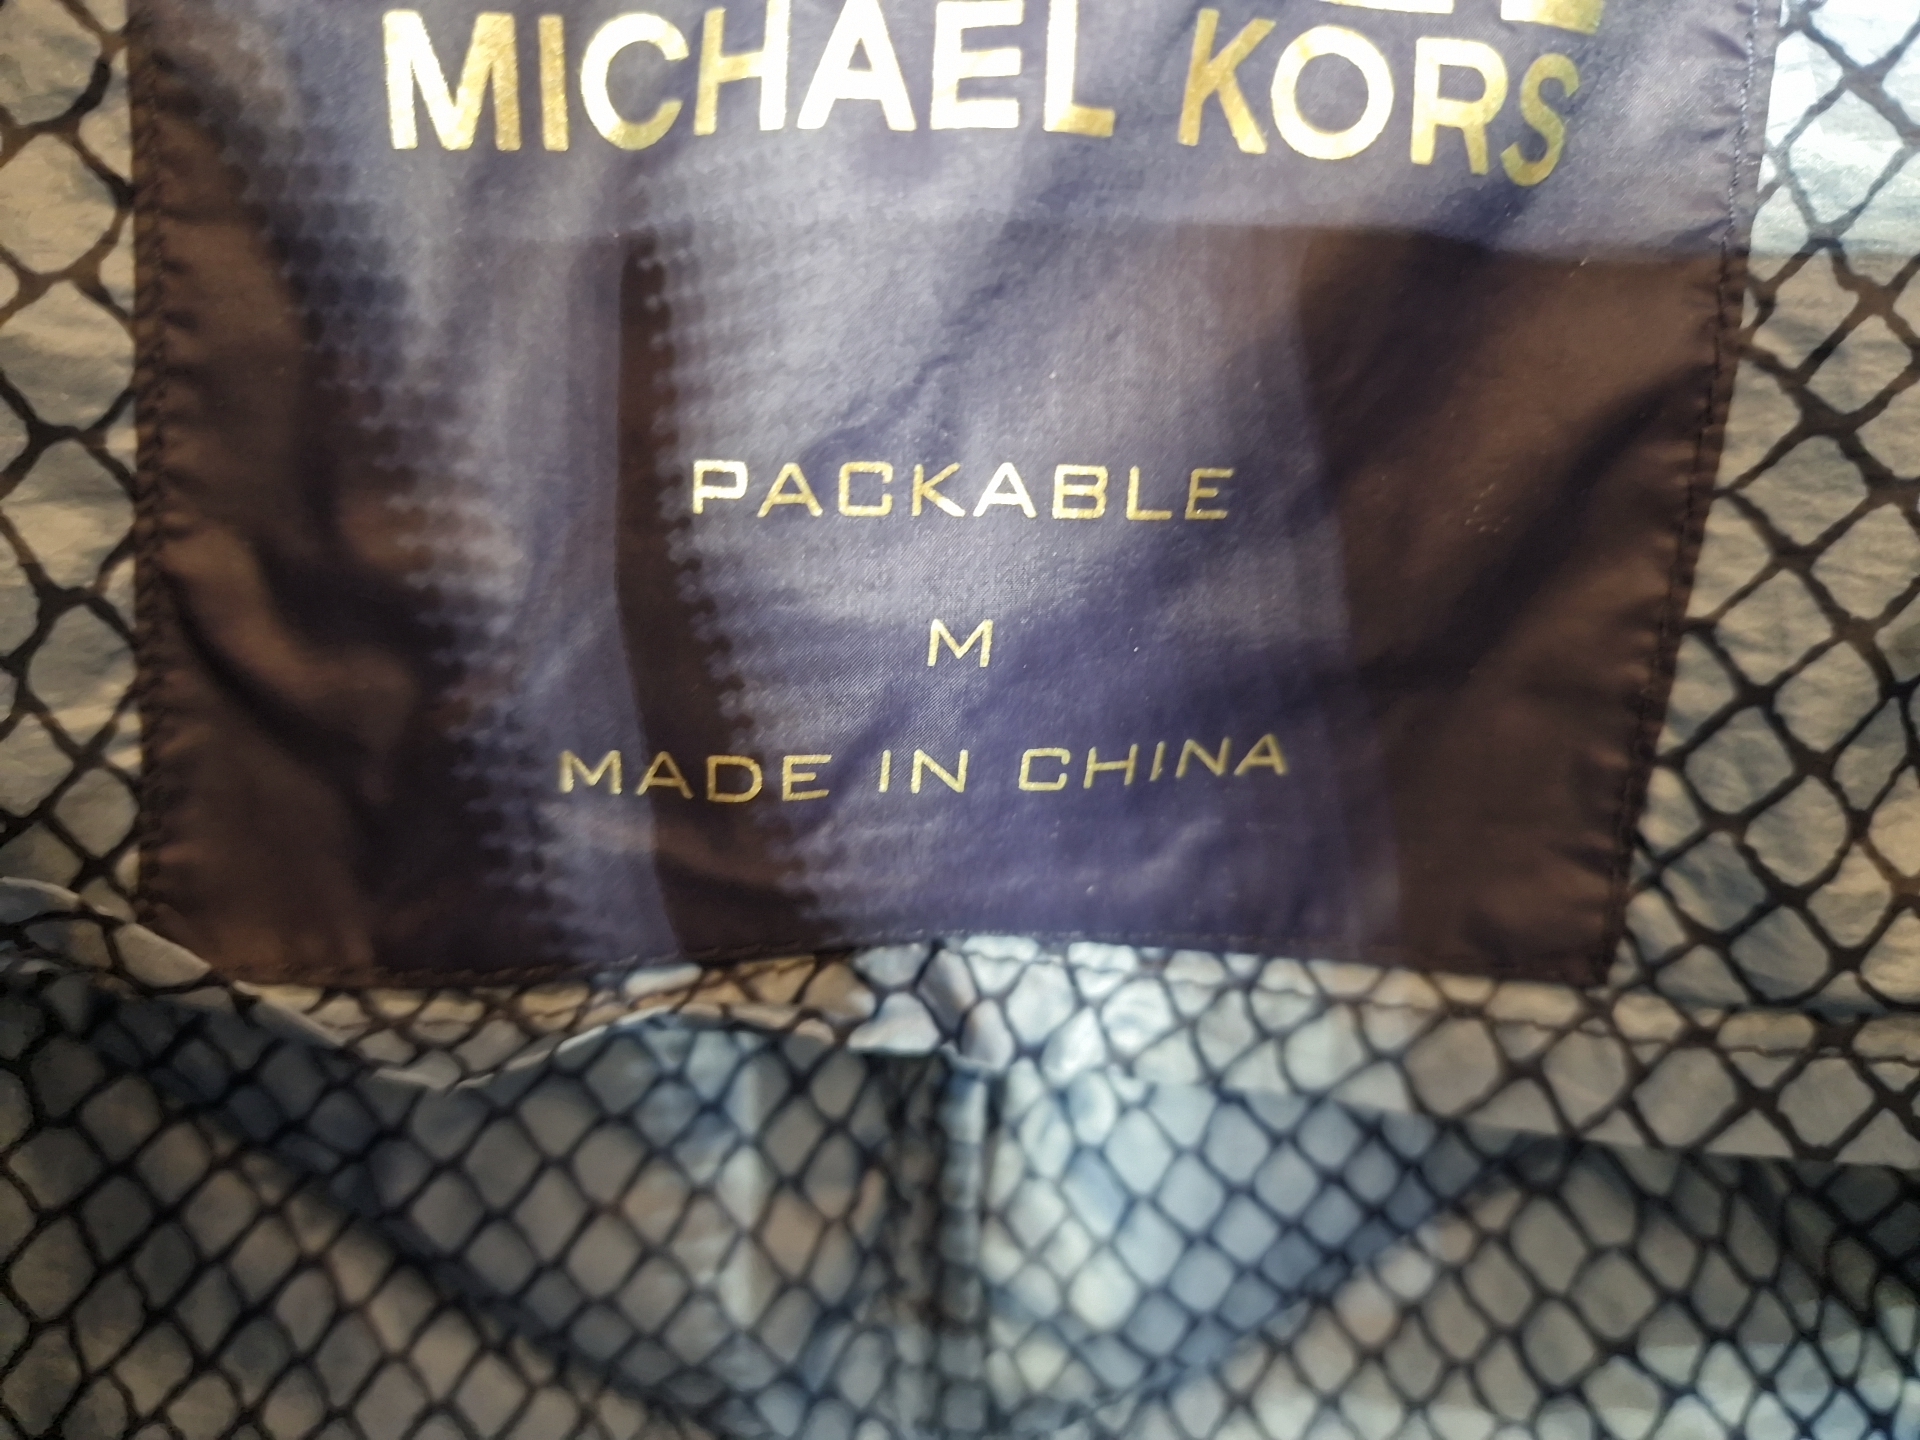 MICHAEL KORS
PACKABLE
M
MADE IN CHINA